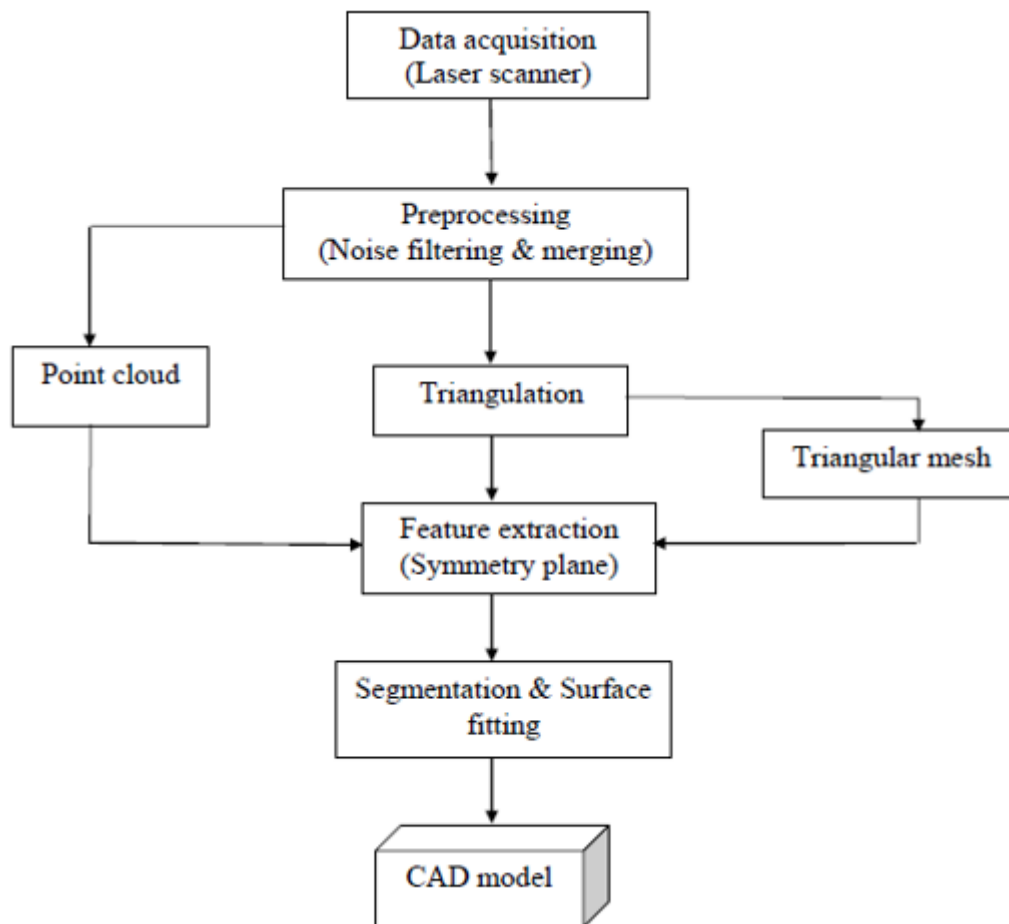 Data acquisition
(Laser scanner)
Preprocessing
(Noise filtering & merging)
Point cloud
Triangulation
Triangular mesh
Feature extraction
(Symmetry plane)
Segmentation & Surface
fitting
CAD model